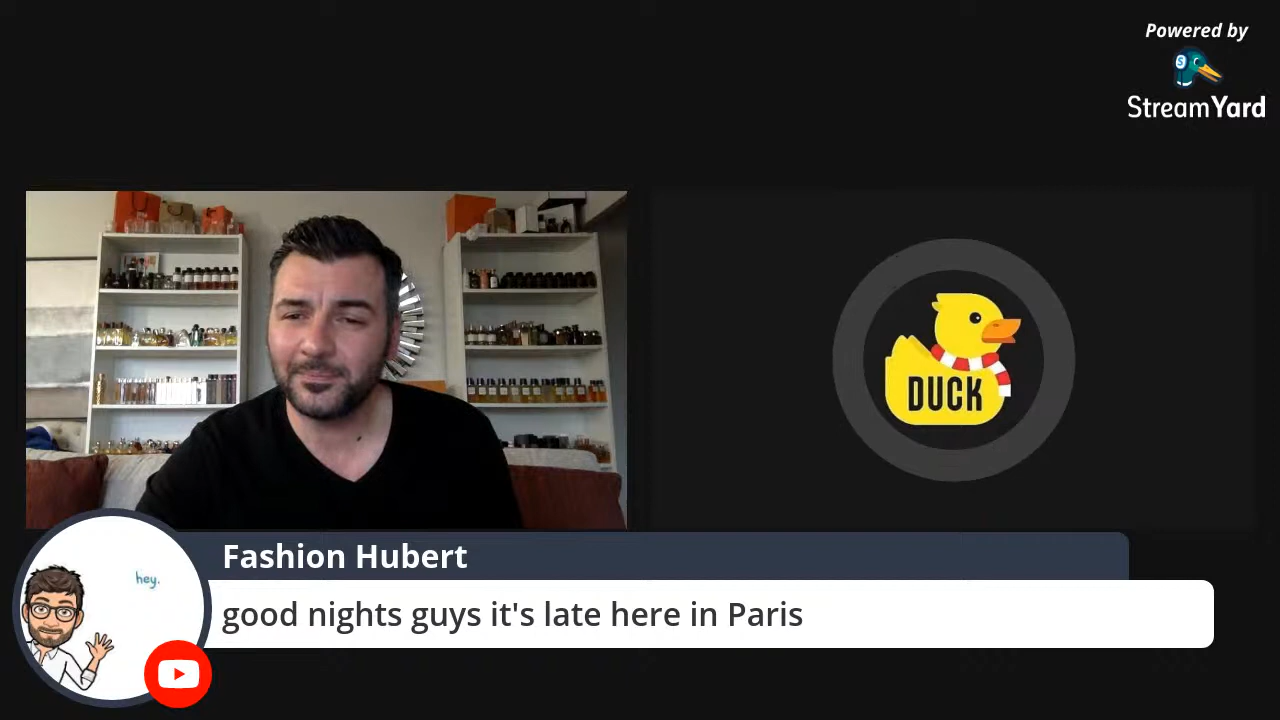 Powered by
StreamYard
DUCK
hey.
Fashion Hubert
good nights guys it's late here in Paris